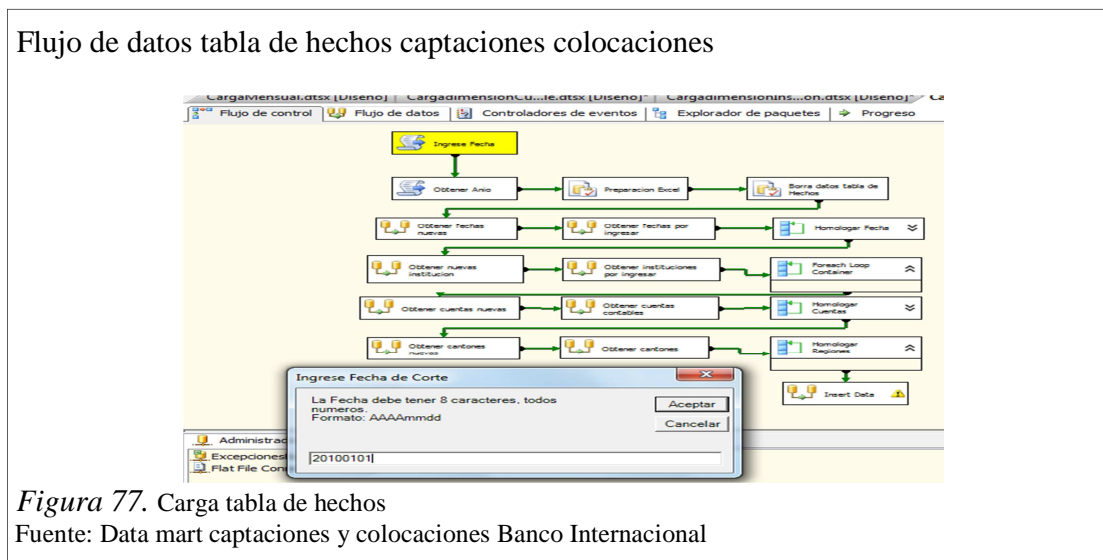 Flujo de datos tabla de hechos captaciones colocaciones
CargaMensual.dtsx [Diseño] CargadimensionCu...le.dtsx [Diseño]* CargadimensionIns...on.dtsx [Diseño]* Ca
Flujo de control Flujo de datos Controladores de eventos Explorador de paquetes Progreso
Ingrese Fecha
Obtener Anio
Preparacion Excel
Borra datos tabla de
Hechos
Obtener fechas
nuevas
Obtener fechas por
ingresar
Homologar Fecha
Obtener nuevas
institucion
Obtener instituciones
por ingresar
Foreach Loop
Container
Obtener cuentas nuevas
Obtener cuentas
contables
Homologar
Cuentas
Obtener cantones
nuevos
Obtener cantones
Homologar
Regiones
Insert Data
Ingrese Fecha de Corte
La Fecha debe tener 8 caracteres, todos
numeros.
Formato: AAAAmmdd
Aceptar
Cancelar
20100101
Administrac
Excepciones
Flat File Con
Figura 77. Carga tabla de hechos
Fuente: Data mart captaciones y colocaciones Banco Internacional